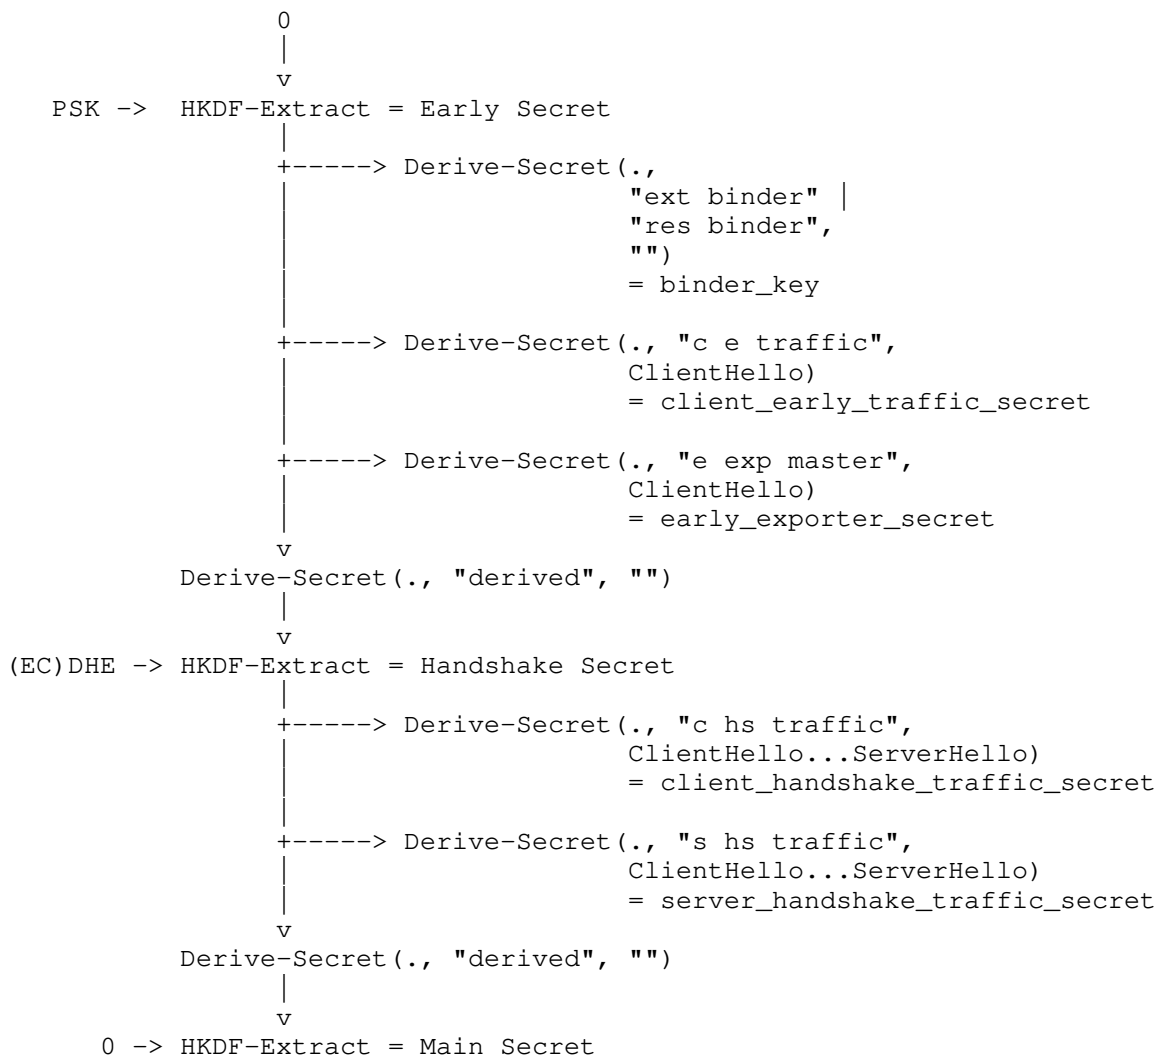 0
|
v
PSK -> HKDF-Extract = Early Secret
|
+-----> Derive-Secret(.,
| "ext binder" |
| "res binder",
| "")
| = binder_key
|
+-----> Derive-Secret(., "c e traffic",
| ClientHello)
| = client_early_traffic_secret
|
+-----> Derive-Secret(., "e exp master",
| ClientHello)
| = early_exporter_secret
v
Derive-Secret(., "derived", "")
|
v
(EC)DHE -> HKDF-Extract = Handshake Secret
|
+-----> Derive-Secret(., "c hs traffic",
| ClientHello...ServerHello)
| = client_handshake_traffic_secret
|
+-----> Derive-Secret(., "s hs traffic",
| ClientHello...ServerHello)
| = server_handshake_traffic_secret
v
Derive-Secret(., "derived", "")
|
v
0 -> HKDF-Extract = Main Secret